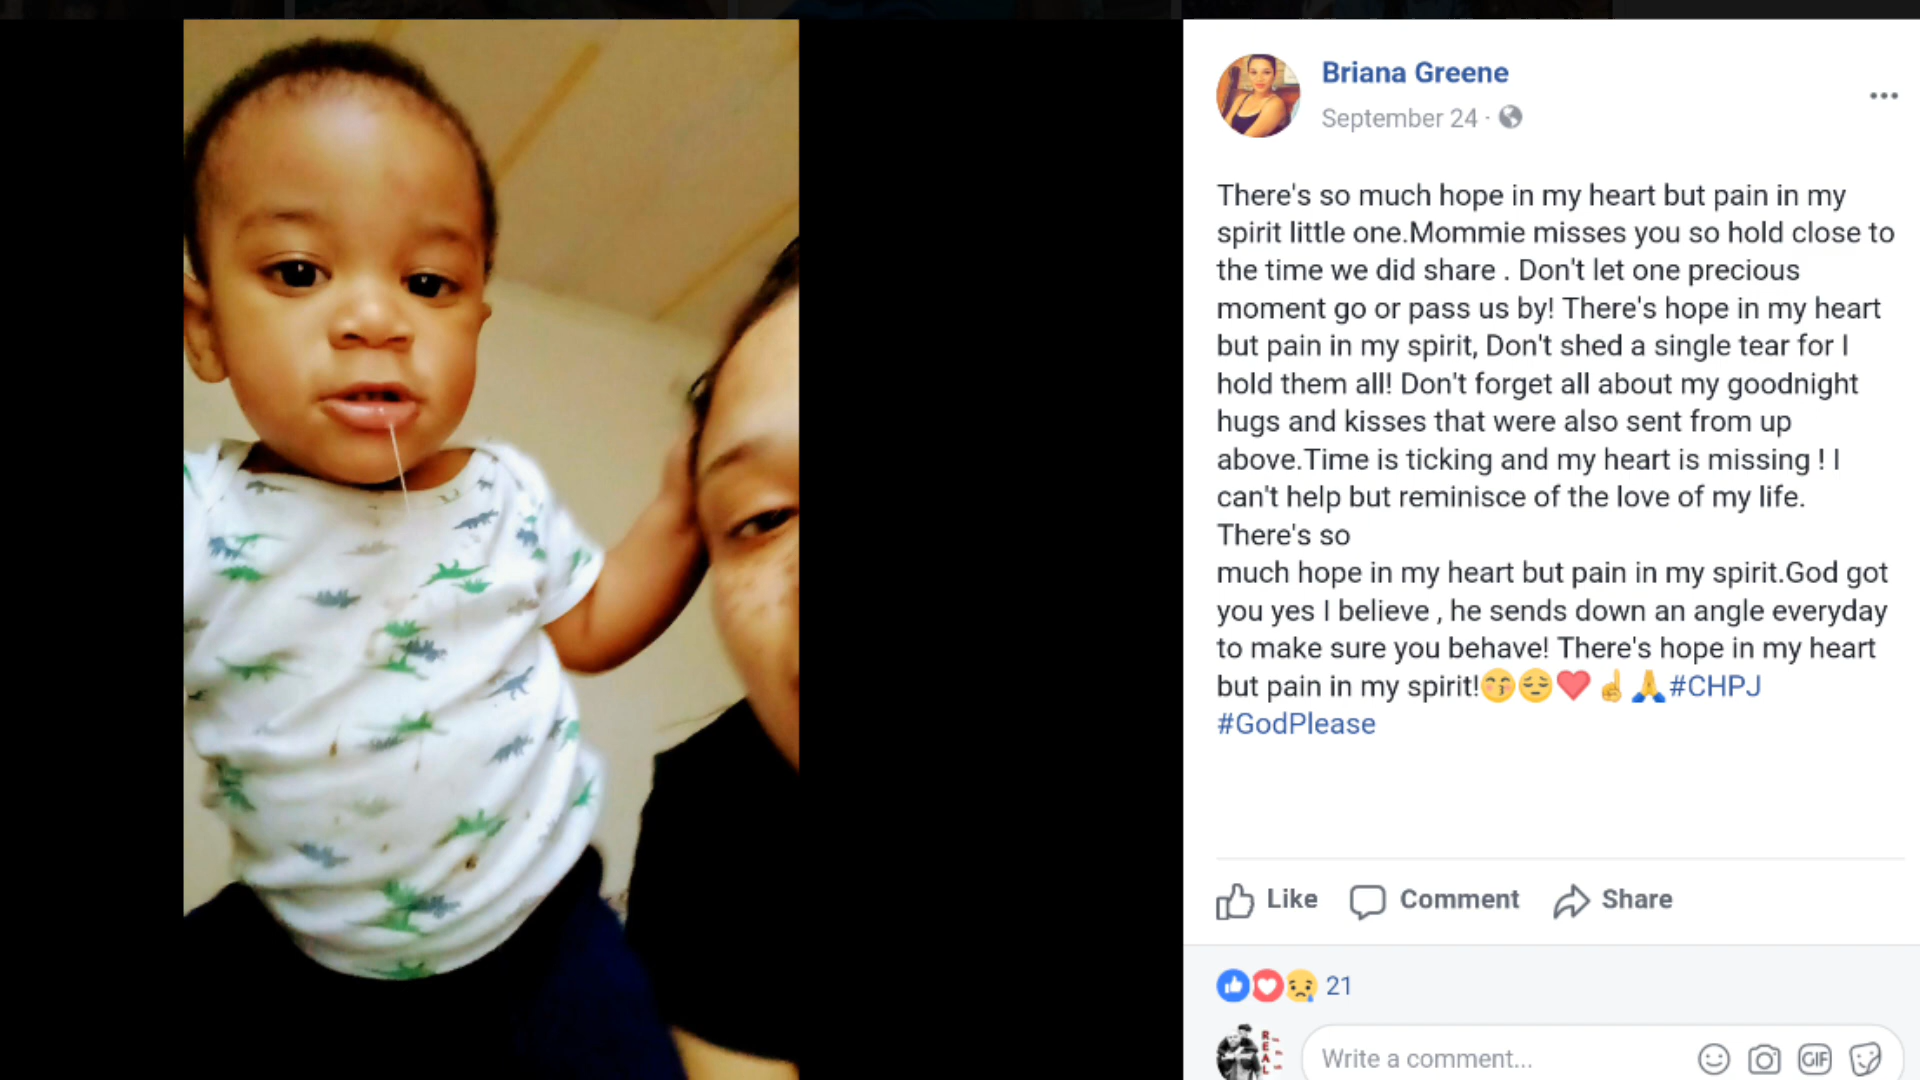 Briana Greene
September 24 ·
There's so much hope in my heart but pain in my
spirit little one.Mommie misses you so hold close to
the time we did share . Don't let one precious
moment go or pass us by! There's hope in my heart
but pain in my spirit, Don't shed a single tear for I
hold them all! Don't forget all about my goodnight
hugs and kisses that were also sent from up
above.Time is ticking and my heart is missing ! I
can't help but reminisce of the love of my life.
There's so
much hope in my heart but pain in my spirit.God got
you yes I believe , he sends down an angle everyday
to make sure you behave! There's hope in my heart
but pain in my spirit!😚😔❤️☝️🙏#CHPJ
#GodPlease
Like Comment Share
21
REAL
Write a comment...
GIF